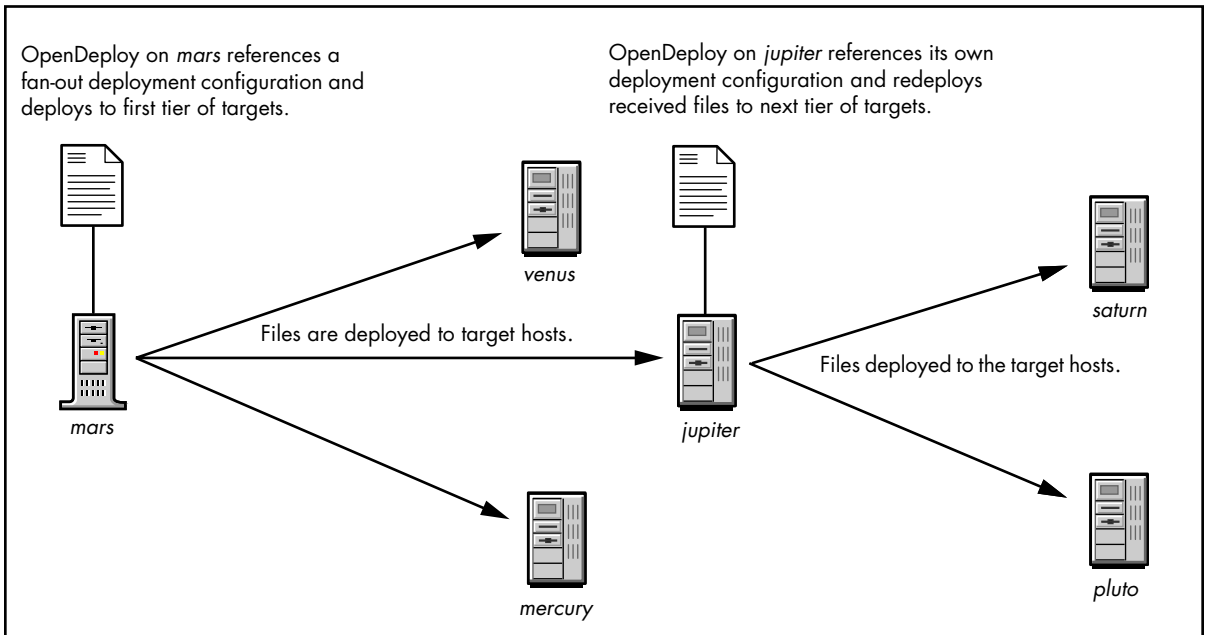 OpenDeploy on mars references a
fan-out deployment configuration and
deploys to first tier of targets.
OpenDeploy on jupiter references its own
deployment configuration and redeploys
received files to next tier of targets.
venus
saturn
Files are deployed to target hosts.
Files deployed to the target hosts.
mars
jupiter
mercury
pluto